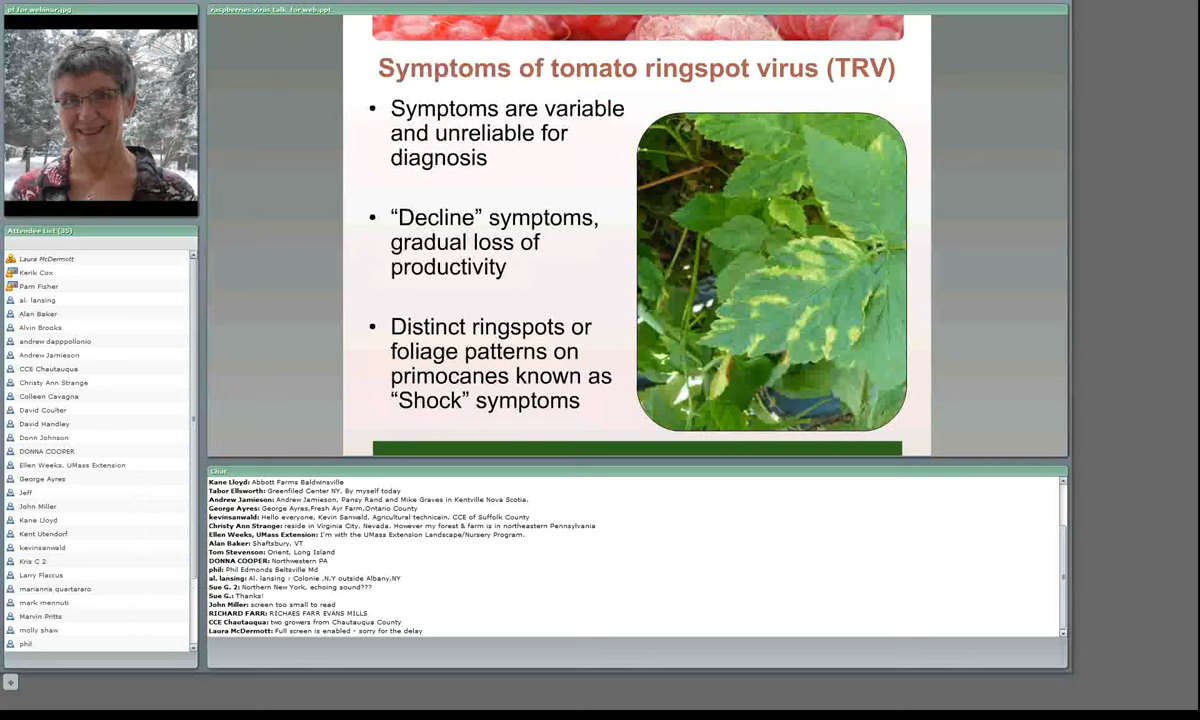 pf for webinar.jpg
Attendee List (35)
Laura McDermott
Kerik Cox
Pam Fisher
al. lansing
Alan Baker
Alvin Brooks
andrew dapppollonio
Andrew Jamieson
CCE Chautauqua
Christy Ann Strange
Colleen Cavagna
David Coulter
David Handley
Donn Johnson
DONNA COOPER
Ellen Weeks, UMass Extension
George Ayres
Jeff
John Miller
Kane Lloyd
Kent Utendorf
kevinsanwald
Kris C 2
Larry Flaccus
marianna quartararo
mark mennuti
Marvin Pritts
molly shaw
phil
raspberries virus talk for web.ppt
Symptoms of tomato ringspot virus (TRV)
• Symptoms are variable
and unreliable for
diagnosis
• “Decline” symptoms,
gradual loss of
productivity
• Distinct ringspots or
foliage patterns on
primocanes known as
“Shock” symptoms
Chat
Kane Lloyd: Abbott Farms Baldwinsville
Tabor Ellsworth: Greenfiled Center NY, By myself today
Andrew Jamieson: Andrew Jamieson, Pansy Rand and Mike Graves in Kentville Nova Scotia.
George Ayres: George Ayres,Fresh Ayr Farm,Ontario County
kevinsanwald: Hello everyone, Kevin Sanwald, Agricultural technicain, CCE of Suffolk County
Christy Ann Strange: reside in Virginia City, Nevada. However my forest & farm is in northeastern Pennsylvania
Ellen Weeks, UMass Extension: I'm with the UMass Extension Landscape/Nursery Program.
Alan Baker: Shaftsbury, VT
Tom Stevenson: Orient, Long Island
DONNA COOPER: Northwestern PA
phil: Phil Edmonds Beltsville Md
al. lansing: Al. lansing : Colonie ,N.Y outside Albany,NY
Sue G. 2: Northern New York, echoing sound???
Sue G.: Thanks!
John Miller: screen too small to read
RICHARD FARR: RICHAES FARR EVANS MILLS
CCE Chautauqua: two growers from Chautauqua County
Laura McDermott: Full screen is enabled - sorry for the delay